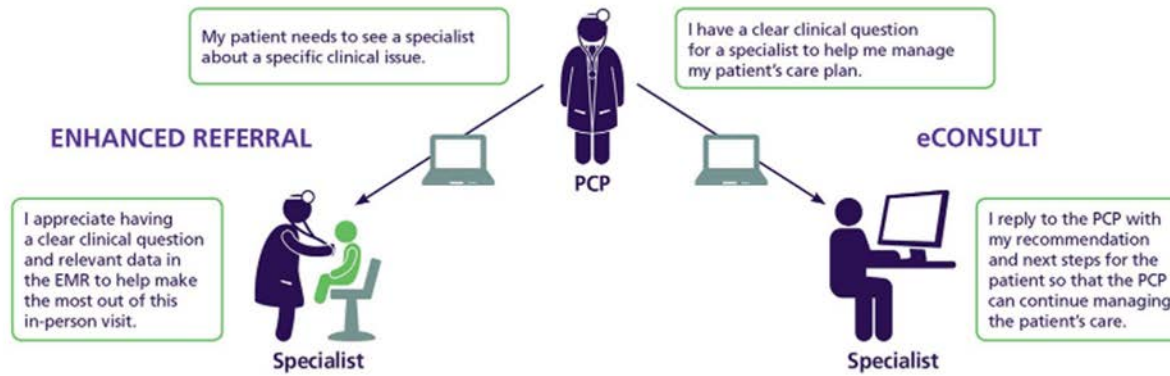 My patient needs to see a specialist
about a specific clinical issue.
I have a clear clinical question
for a specialist to help me manage
my patient's care plan.
ENHANCED REFERRAL
eCONSULT
PCP
I appreciate having
a clear clinical question
and relevant data in
the EMR to help make
the most out of this
in-person visit.
I reply to the PCP with
my recommendation
and next steps for the
patient so that the PCP
can continue managing
the patient's care.
Specialist
Specialist